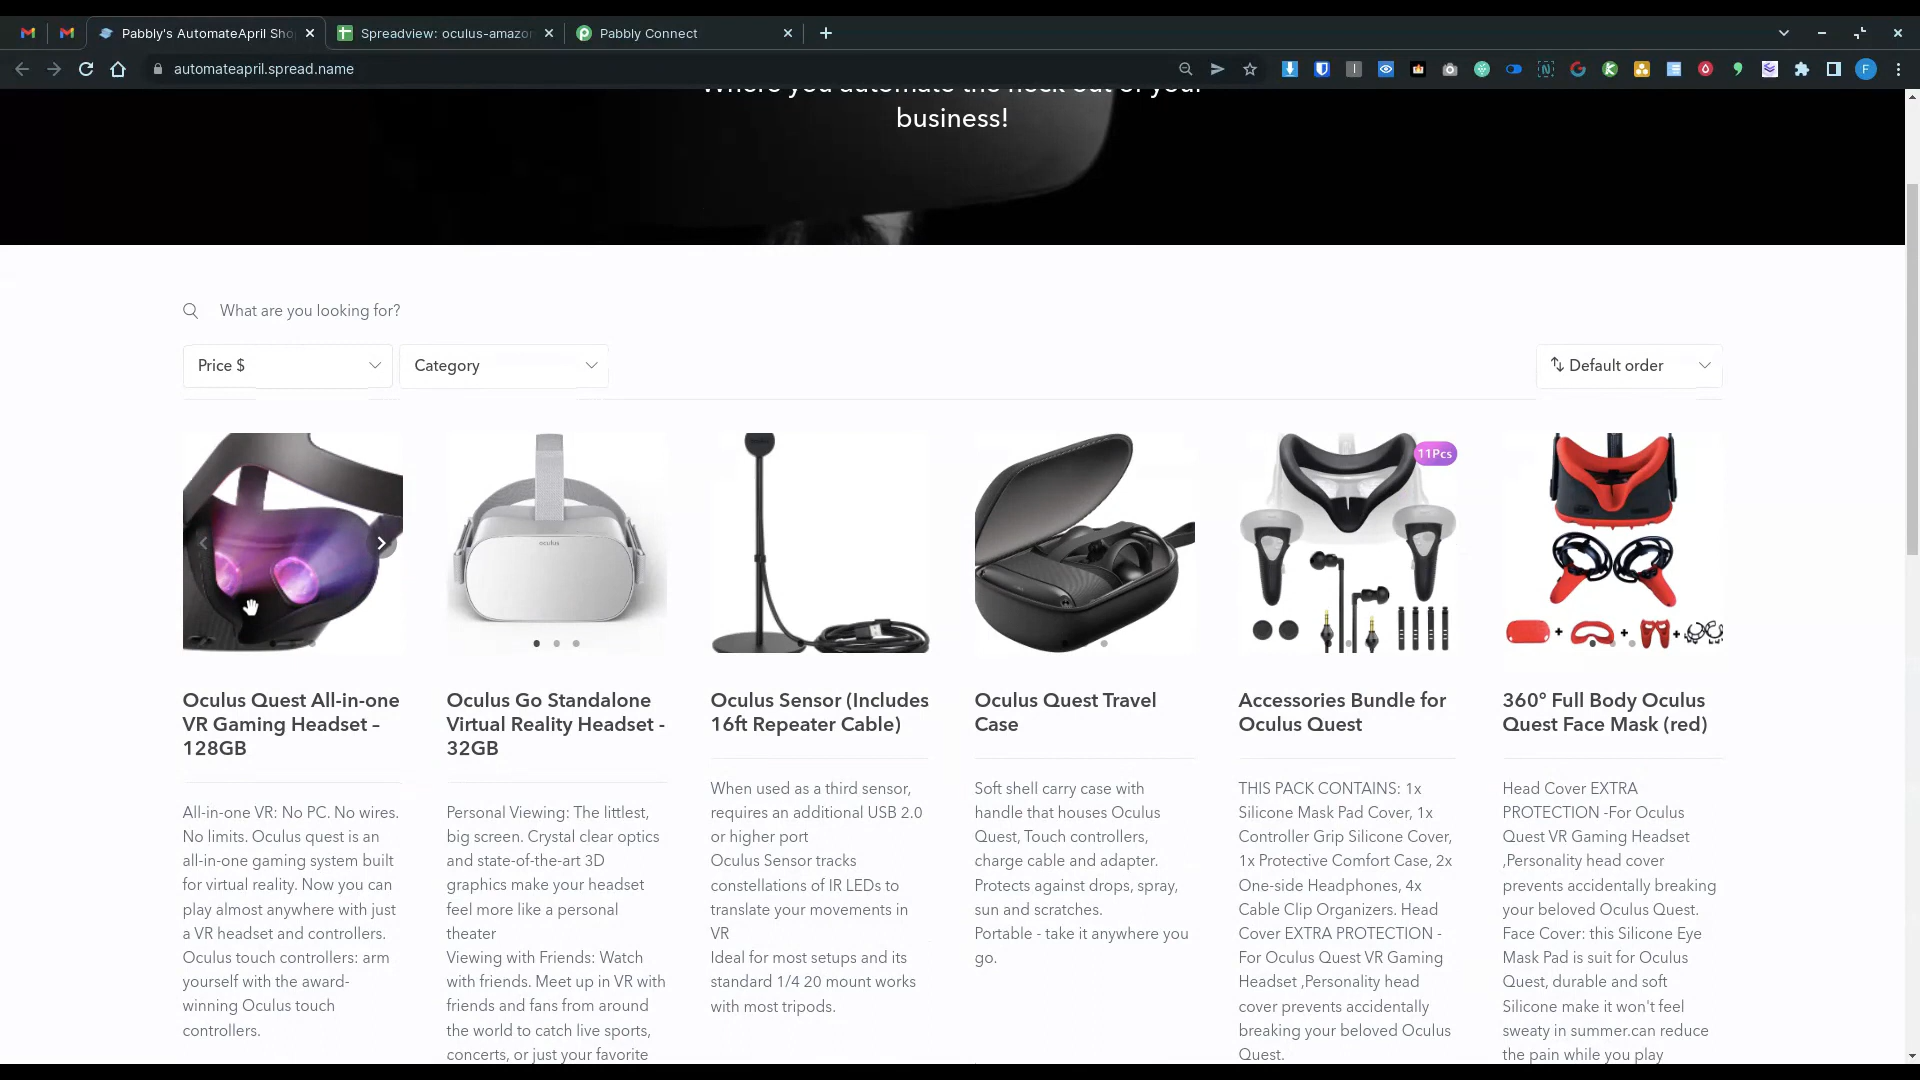 Pabbly's AutomateApril Sho
Spreadview: oculus-amazon
Pabbly Connect
automateapril.spread.name
Where you automate the heck out of your
business!
What are you looking for?
Price $
Category
Default order
11Pcs
oculus
Oculus Quest All-in-one
VR Gaming Headset –
128GB
All-in-one VR: No PC. No wires.
No limits. Oculus quest is an
all-in-one gaming system built
for virtual reality. Now you can
play almost anywhere with just
a VR headset and controllers.
Oculus touch controllers: arm
yourself with the award-
winning Oculus touch
controllers.
Oculus Go Standalone
Virtual Reality Headset -
32GB
Personal Viewing: The littlest,
big screen. Crystal clear optics
and state-of-the-art 3D
graphics make your headset
feel more like a personal
theater
Viewing with Friends: Watch
with friends. Meet up in VR with
friends and fans from around
the world to catch live sports,
concerts, or just your favorite
Oculus Sensor (Includes
16ft Repeater Cable)
When used as a third sensor,
requires an additional USB 2.0
or higher port
Oculus Sensor tracks
constellations of IR LEDs to
translate your movements in
VR
Ideal for most setups and its
standard 1/4 20 mount works
with most tripods.
Oculus Quest Travel
Case
Soft shell carry case with
handle that houses Oculus
Quest, Touch controllers,
charge cable and adapter.
Protects against drops, spray,
sun and scratches.
Portable - take it anywhere you
go.
Accessories Bundle for
Oculus Quest
THIS PACK CONTAINS: 1x
Silicone Mask Pad Cover, 1x
Controller Grip Silicone Cover,
1x Protective Comfort Case, 2x
One-side Headphones, 4x
Cable Clip Organizers. Head
Cover EXTRA PROTECTION -
For Oculus Quest VR Gaming
Headset ,Personality head
cover prevents accidentally
breaking your beloved Oculus
Quest.
360° Full Body Oculus
Quest Face Mask (red)
Head Cover EXTRA
PROTECTION -For Oculus
Quest VR Gaming Headset
,Personality head cover
prevents accidentally breaking
your beloved Oculus Quest.
Face Cover: this Silicone Eye
Mask Pad is suit for Oculus
Quest, durable and soft
Silicone make it won't feel
sweaty in summer.can reduce
the pain while you play